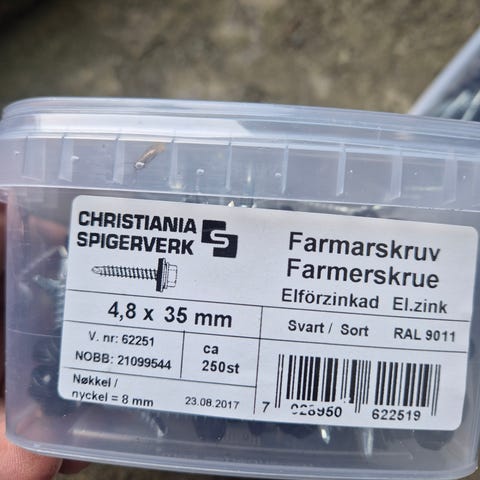 CHRISTIANIA
SPIGERVERK
Farmarskruv
Farmerskrue
Elförzinkad El.zink
4,8 x 35 mm
Svart / Sort RAL 9011
V. nr: 62251
NOBB: 21099544
ca
250st
Nøkkel /
nyckel = 8 mm
23.08.2017
7 028950 622519